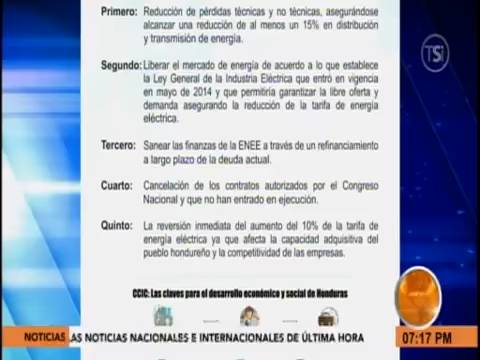 Primero: Reducción de pérdidas técnicas y no técnicas, asegurándose
alcanzar una reducción de al menos un 15% en distribución
y transmisión de energía.
Segundo: Liberar el mercado de energía de acuerdo a lo que establece
la Ley General de la Industria Eléctrica que entró en vigencia
en mayo de 2014 y que permitiría garantizar la libre oferta y
demanda asegurando la reducción de la tarifa de energía
eléctrica.
Tercero: Sanear las finanzas de la ENEE a través de un refinanciamiento
a largo plazo de la deuda actual.
Cuarto: Cancelación de los contratos autorizados por el Congreso
Nacional y que no han entrado en ejecución.
Quinto: La reversión inmediata del aumento del 10% de la tarifa de
energía eléctrica ya que afecta la capacidad adquisitiva del
pueblo hondureño y la competitividad de las empresas.
CCIC: Las claves para el desarrollo económico y social de Honduras
TSi
NOTICIAS LAS NOTICIAS NACIONALES E INTERNACIONALES DE ÚLTIMA HORA
07:17 PM